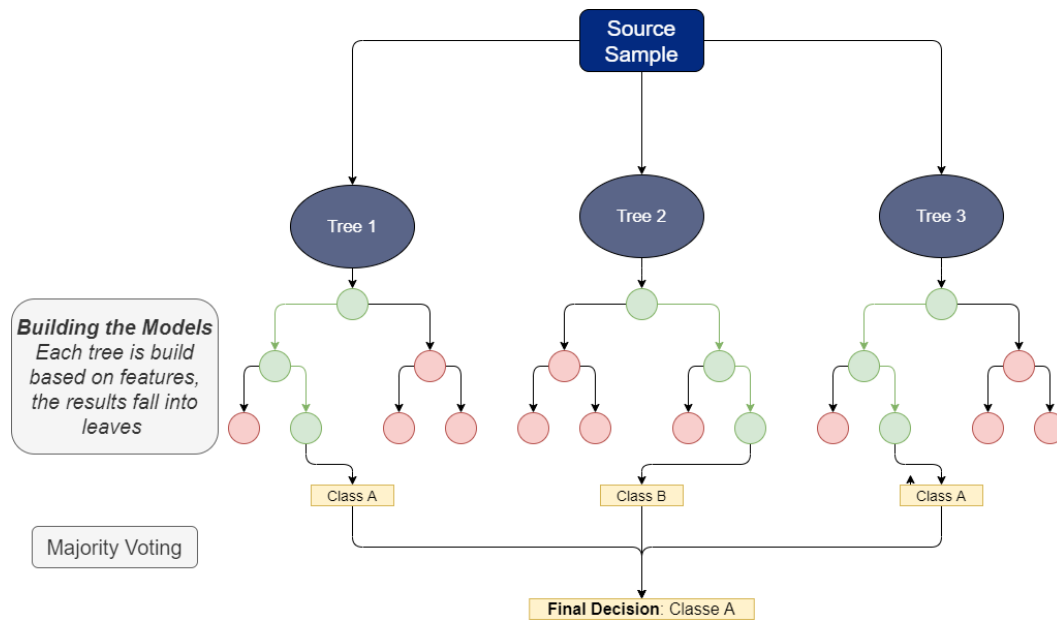 Source
Sample
Tree 1
Tree 2
Tree 3
Building the Models
Each tree is build
based on features,
the results fall into
leaves
Class A
Class B
Class A
Majority Voting
Final Decision: Classe A